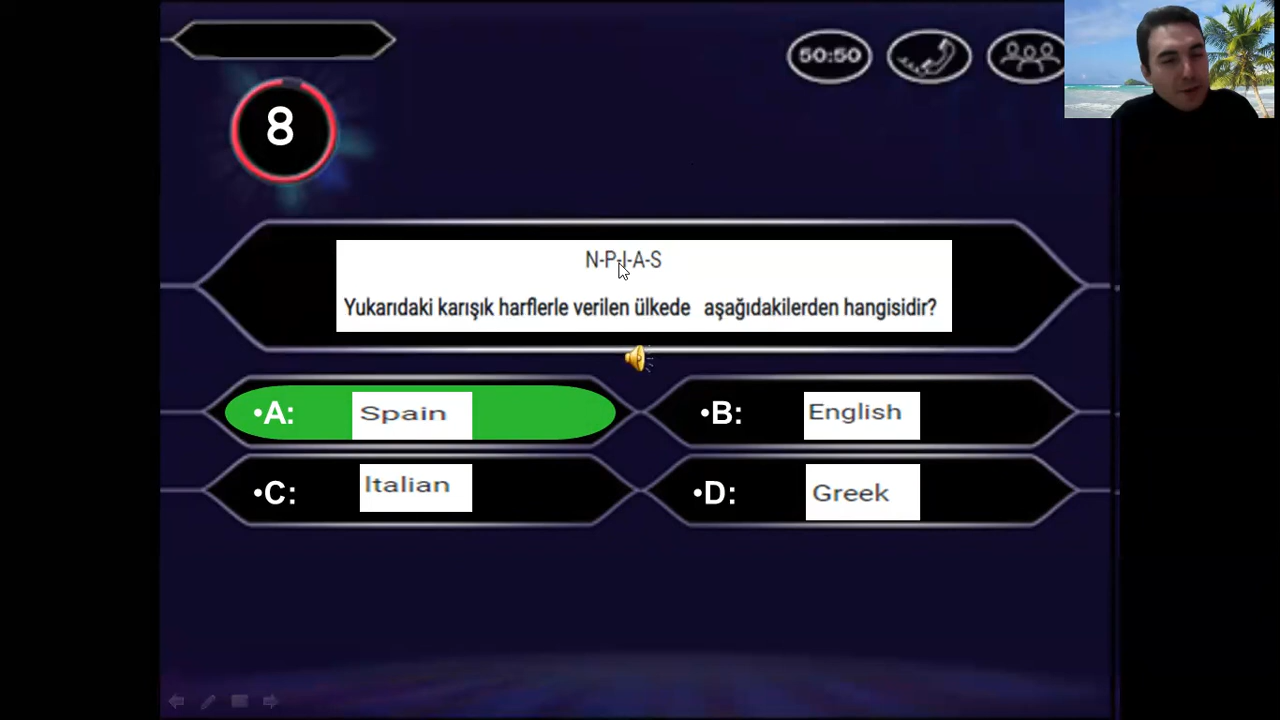 50:50
8
N-P-I-A-S
Yukarıdaki karışık harflerle verilen ülkede aşağıdakilerden hangisidir?
•A: Spain
•B: English
•C: Italian
•D: Greek